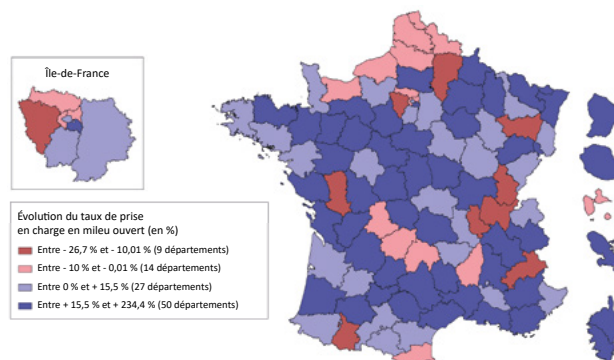 Île-de-France
Évolution du taux de prise
en charge en mileu ouvert (en %)
Entre - 26,7 % et - 10,01 % (9 départements)
Entre - 10 % et - 0,01 % (14 départements)
Entre 0 % et + 15,5 % (27 départements)
Entre + 15,5 % et + 234,4 % (50 départements)